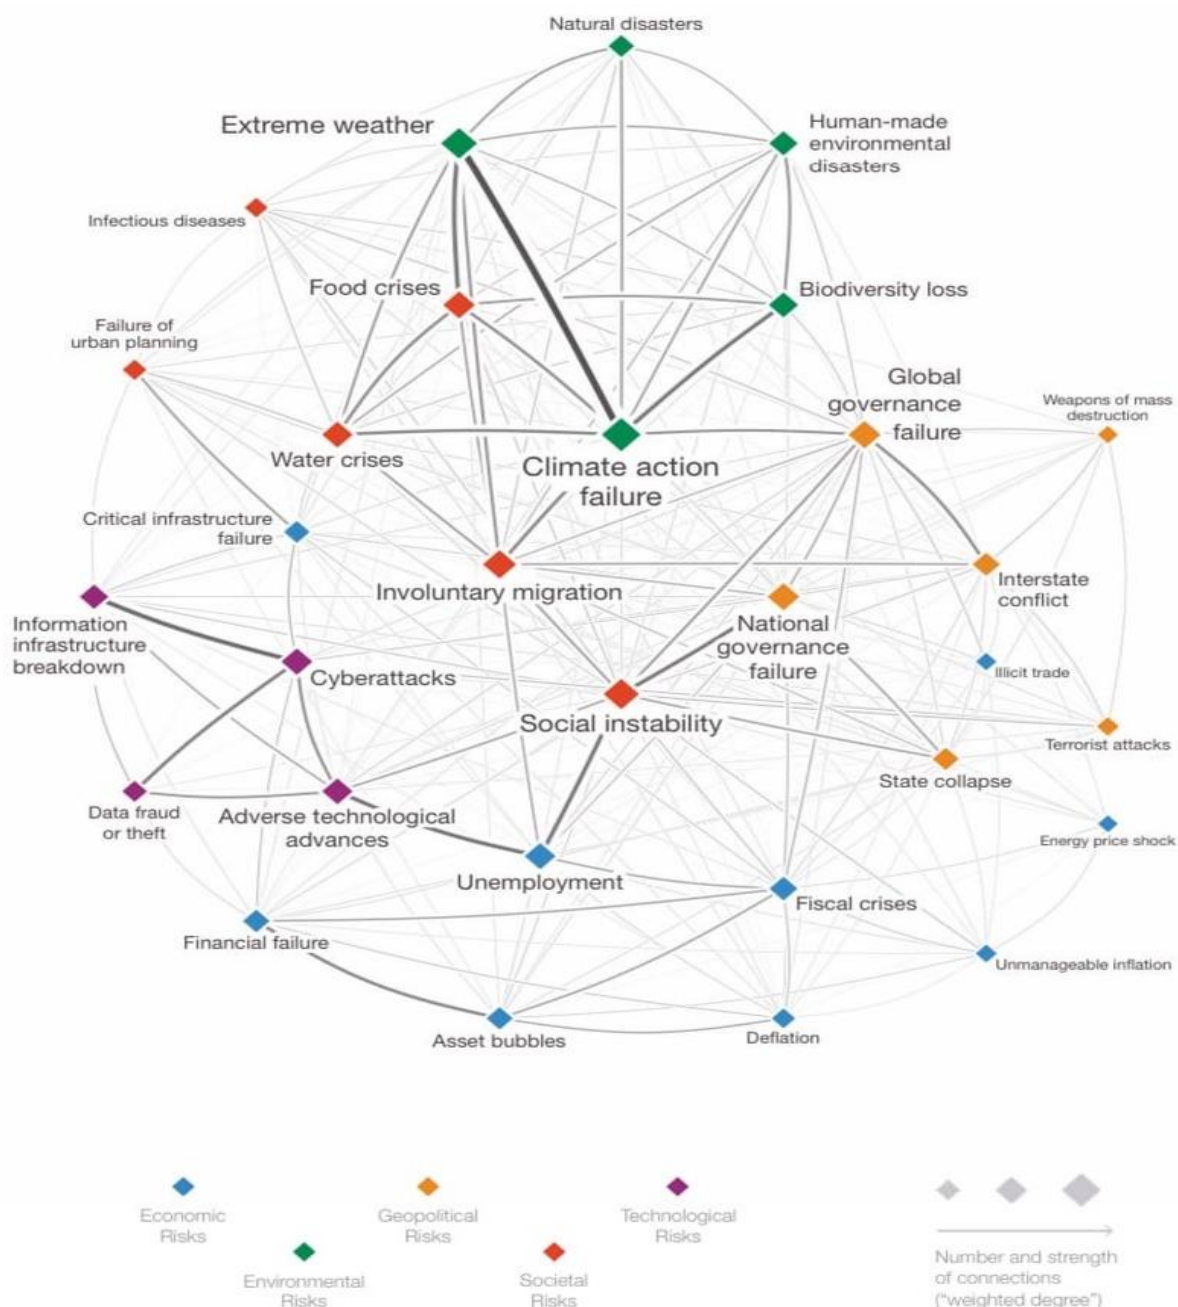 Natural disasters
Extreme weather
Human-made
environmental
disasters
Infectious diseases
Food crises
Biodiversity loss
Failure of
urban planning
Global
governance
failure
Weapons of mass
destruction
Water crises
Climate action
failure
Critical infrastructure
failure
Involuntary migration
Interstate
conflict
Information
infrastructure
breakdown
National
governance
failure
Cyberattacks
Illicit trade
Social instability
Terrorist attacks
State collapse
Data fraud
or theft
Adverse technological
advances
Energy price shock
Unemployment
Fiscal crises
Financial failure
Unmanageable inflation
Asset bubbles
Deflation
Economic
Risks
Geopolitical
Risks
Technological
Risks
Environmental
Risks
Societal
Risks
Number and strength
of connections
("weighted degree")